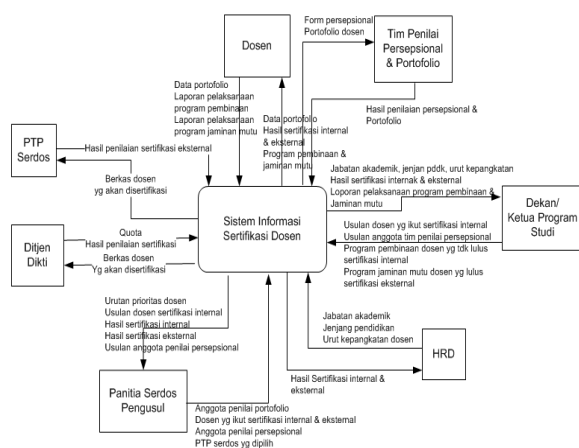 Form persepsional
Portofolio dosen
Tim Penilai
Persepsional
& Portofolio
Dosen
Data portofolio
Laporan pelaksanaan
program pembinaan
Laporan pelaksanaan
program jaminan mutu
Data portofolio
Hasil sertifikasi internal
& eksternal
Program pembinaan &
jaminan mutu
Hasil penilaian persepsional &
Portofolio
PTP
Serdos
Hasil penilaian sertifikasi eksternal
Berkas dosen
yg akan disertifikasi
Jabatan akademik, jenjan pddk, urut kepangkatan
Hasil sertifikasi internak & eksternal
Loporan pelaksanaan program pembinaan &
Jaminan mutu
Dekan/
Ketua Program
Studi
Sistem Informasi
Sertifikasi Dosen
Usulan dosen yg ikut sertifikasi internal
Usulan anggota tim penilai persepsional
Program pembinaan dosen yg tdk lulus
sertifikasi internal
Program jaminan mutu dosen yg lulus
sertifikasi eksternal
Ditjen
Dikti
Quota
Hasil penilaian sertifikasi
Berkas dosen
Yg akan disertifikasi
Urutan prioritas dosen
Usulan dosen sertifikasi internal
Hasil sertifikasi internal
Hasil sertifikasi eksternal
Usulan anggota penilai persepsional
Jabatan akademik
Jenjang pendidikan
Urut kepangkatan dosen
HRD
Hasil Sertifikasi internal &
eksternal
Panitia Serdos
Pengusul
Anggota penilai portofolio
Dosen yg ikut sertifikasi internal & eksternal
Anggota penilai persepsional
PTP serdos yg dipilih